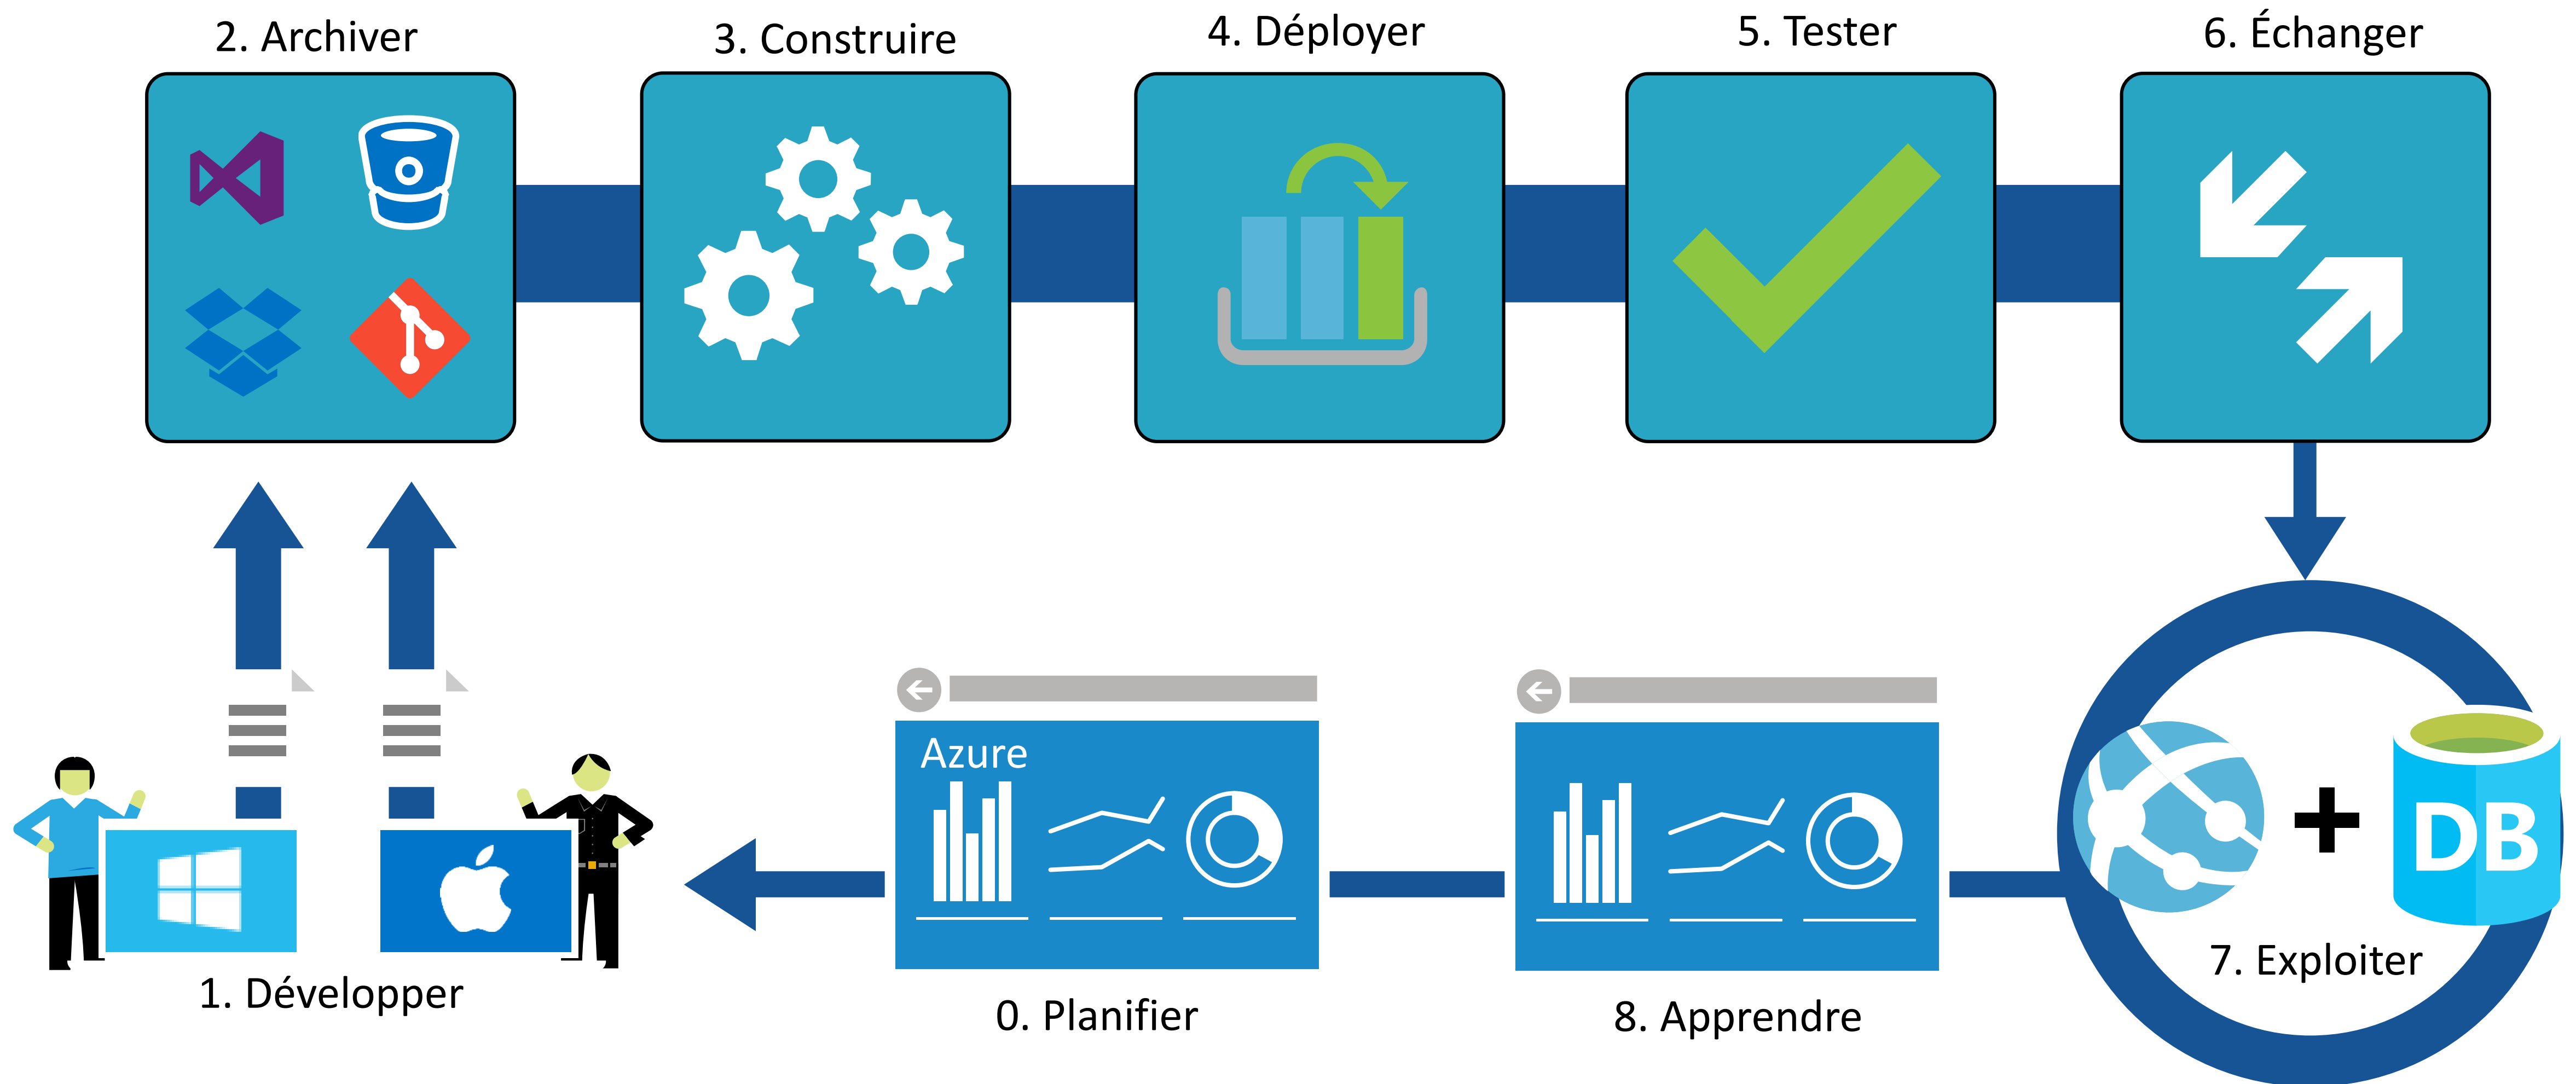 2. Archiver
3. Construire
4. Déployer
5. Tester
6. Échanger
Azure
DB
7. Exploiter
1. Développer
0. Planifier
8. Apprendre